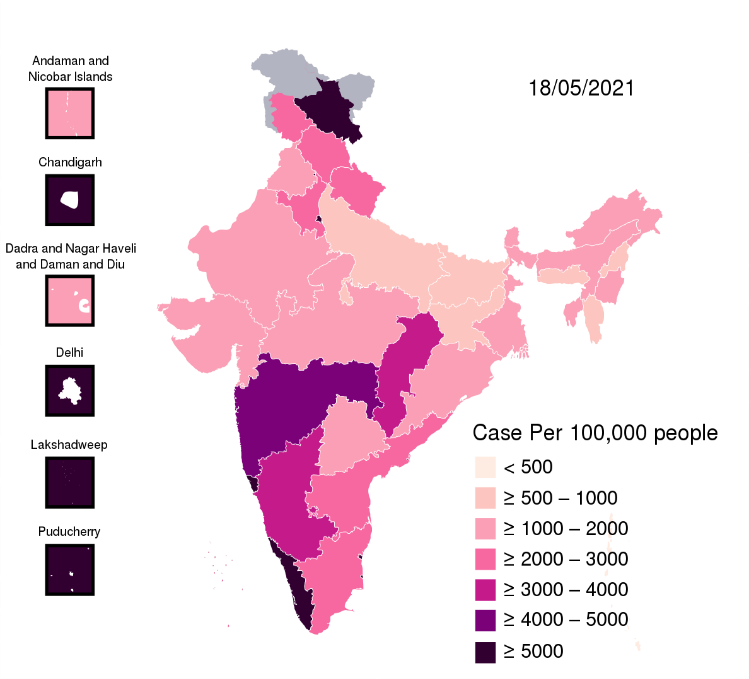 Andaman and
Nicobar Islands
18/05/2021
Chandigarh
Dadra and Nagar Haveli
and Daman and Diu
Delhi
Lakshadweep
Puducherry
Case Per 100,000 people
< 500
≥ 500 – 1000
≥ 1000 – 2000
≥ 2000 – 3000
≥ 3000 – 4000
≥ 4000 – 5000
≥ 5000